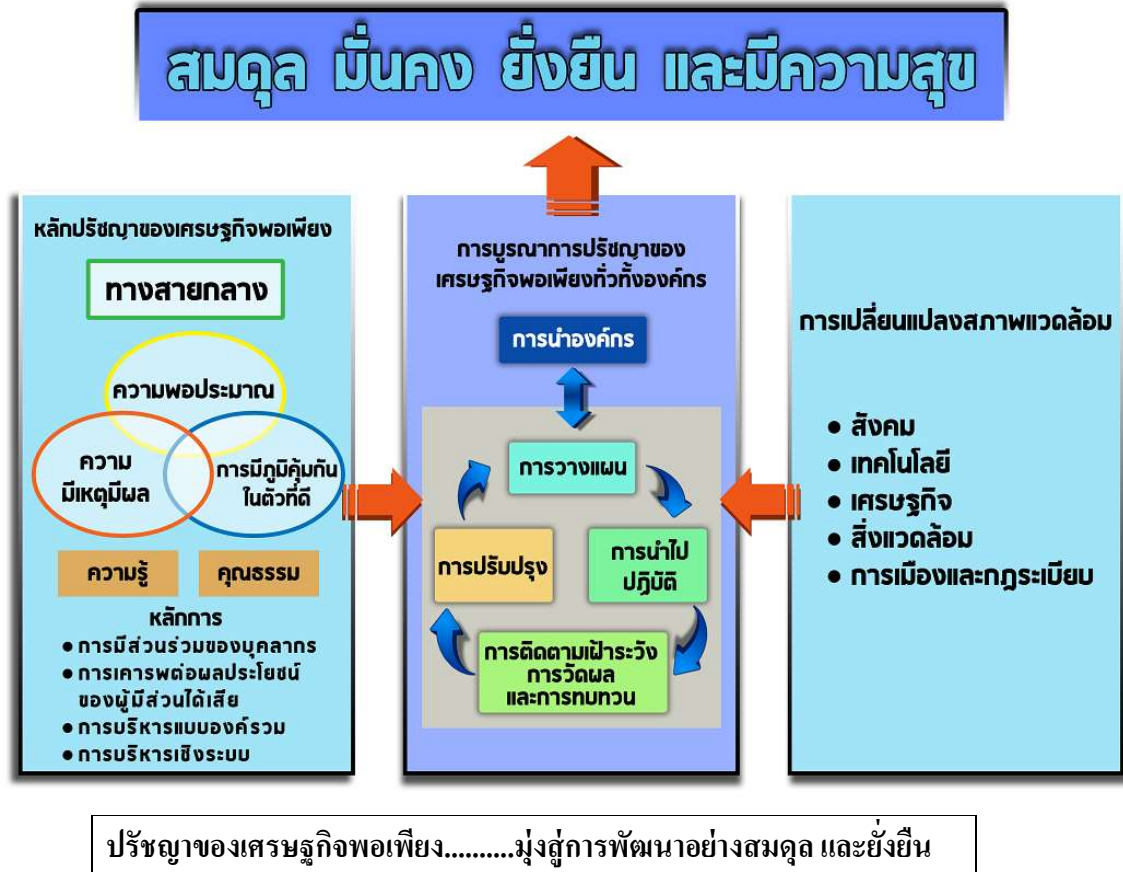 สมดุล มั่นคง ยั่งยืน และมีความสุข
หลักปรัชญาของเศรษฐกิจพอเพียง
ทางสายกลาง
ความพอประมาณ
ความ
มีเหตุมีผล
การมีภูมิคุ้มกัน
ในตัวที่ดี
ความรู้
คุณธรรม
หลักการ
● การมีส่วนร่วมของบุคลากร
● การเคารพต่อผลประโยชน์
ของผู้มีส่วนได้เสีย
● การบริหารแบบองค์รวม
● การบริหารเชิงระบบ
การบูรณาการปรัชญาของ
เศรษฐกิจพอเพียงทั่วทั้งองค์กร
การนำองค์กร
การวางแผน
การนำไป
ปฏิบัติ
การติดตามเฝ้าระวัง
การวัดผล
และการทบทวน
การปรับปรุง
การเปลี่ยนแปลงสภาพแวดล้อม
● สังคม
● เทคโนโลยี
● เศรษฐกิจ
● สิ่งแวดล้อม
● การเมืองและกฎระเบียบ
ปรัชญาของเศรษฐกิจพอเพียง..........มุ่งสู่การพัฒนาอย่างสมดุล และยั่งยืน